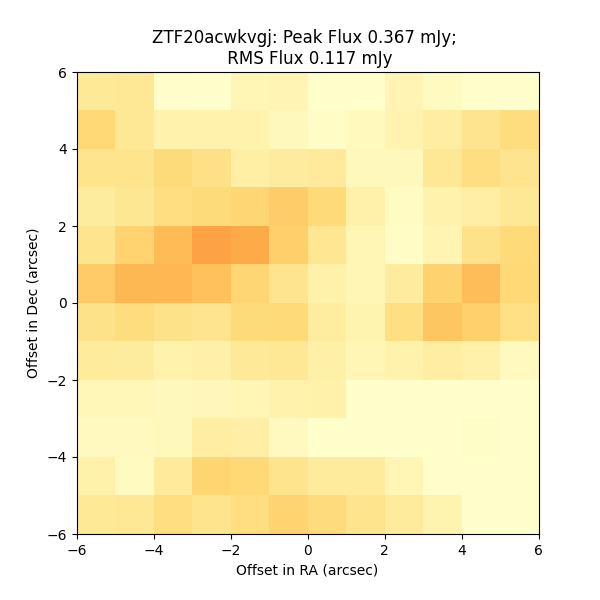 ZTF20acwkvgj: Peak Flux 0.367 mJy;
RMS Flux 0.117 mJy
6
4
2
0
−2
−4
−6
Offset in Dec (arcsec)
−6 −4 −2 0 2 4 6
Offset in RA (arcsec)